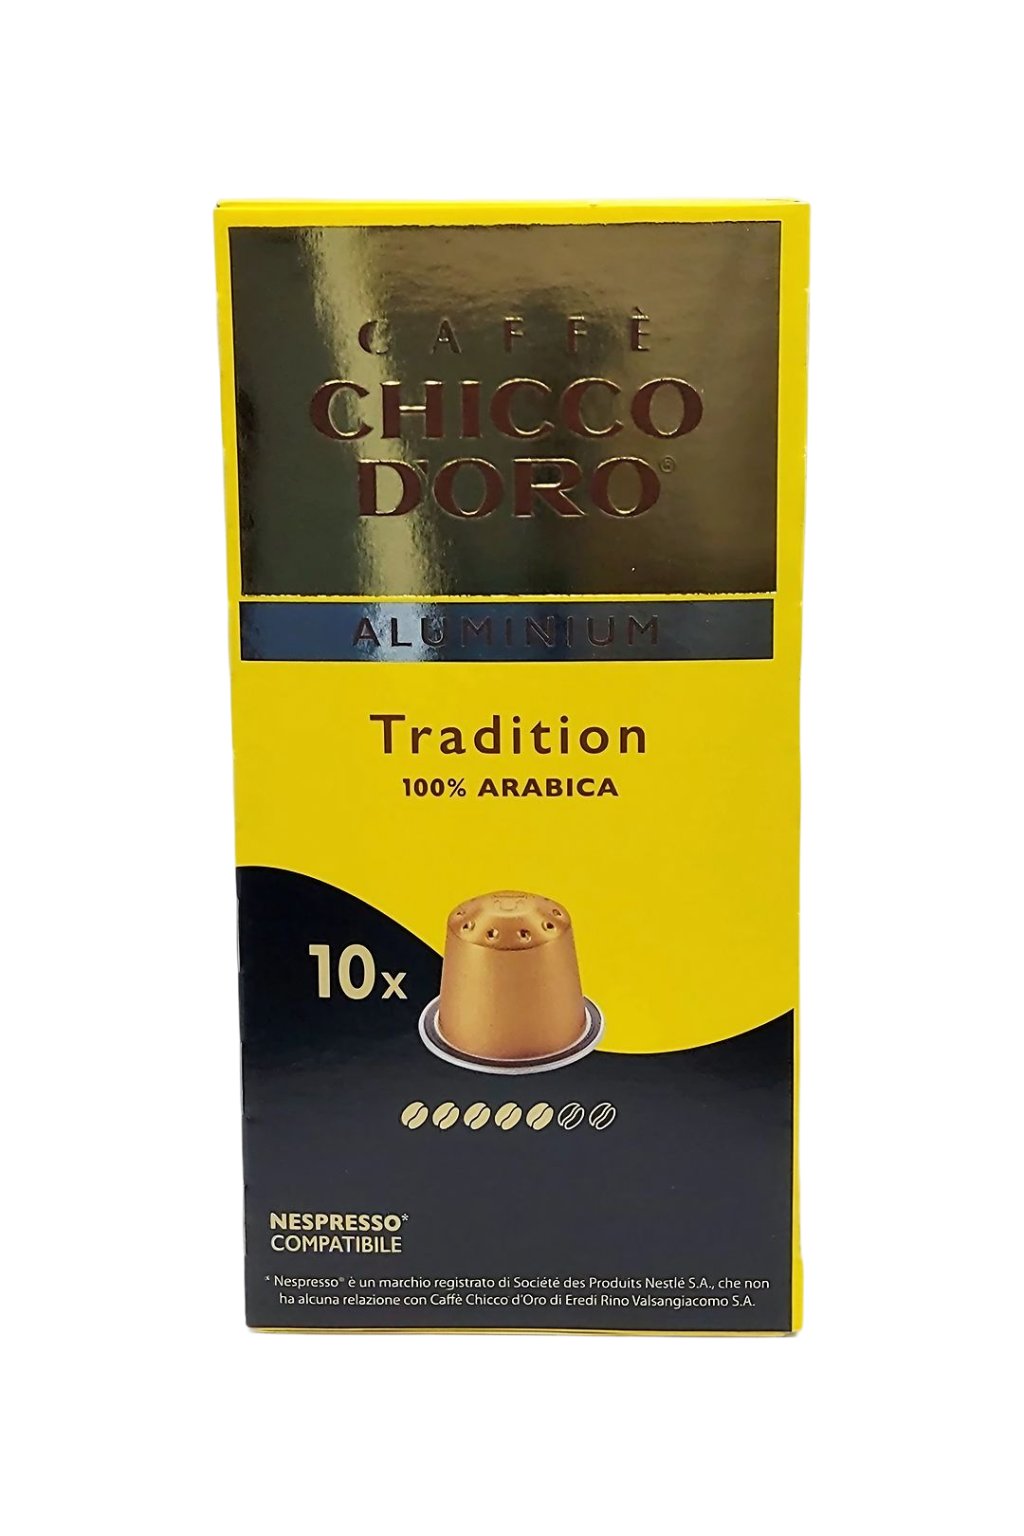 CAFFÈ
CHICCO
D'ORO®
ALUMINIUM
Tradition
100% ARABICA
10x
NESPRESSO*
COMPATIBILE
* Nespresso® è un marchio registrato di Société des Produits Nestlé S.A., che non
ha alcuna relazione con Caffè Chicco d'Oro di Eredi Rino Valsangiacomo S.A.